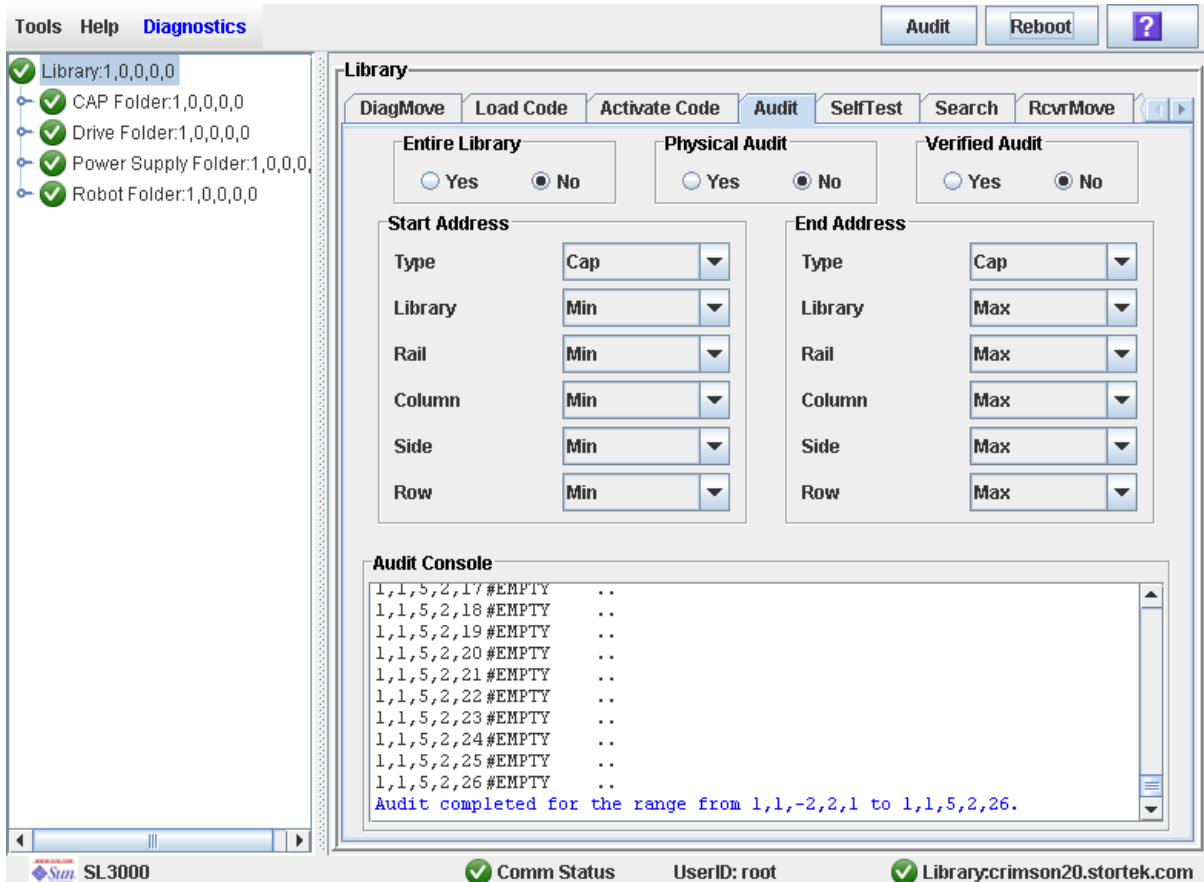 Tools Help Diagnostics
Audit Reboot ?
Library:1,0,0,0,0
CAP Folder:1,0,0,0,0
Drive Folder:1,0,0,0,0
Power Supply Folder:1,0,0,0,
Robot Folder:1,0,0,0,0
Library
DiagMove Load Code Activate Code Audit SelfTest Search RcvrMove
Entire Library Physical Audit Verified Audit
Yes No Yes No Yes No
Start Address End Address
Type Cap Type Cap
Library Min Library Max
Rail Min Rail Max
Column Min Column Max
Side Min Side Max
Row Min Row Max
Audit Console
1,1,5,2,17#EMPTY ..
1,1,5,2,18#EMPTY ..
1,1,5,2,19#EMPTY ..
1,1,5,2,20#EMPTY ..
1,1,5,2,21#EMPTY ..
1,1,5,2,22#EMPTY ..
1,1,5,2,23#EMPTY ..
1,1,5,2,24#EMPTY ..
1,1,5,2,25#EMPTY ..
1,1,5,2,26#EMPTY ..
Audit completed for the range from 1,1,-2,2,1 to 1,1,5,2,26.
Sun SL3000 Comm Status UserID: root Library:crimson20.stortek.com